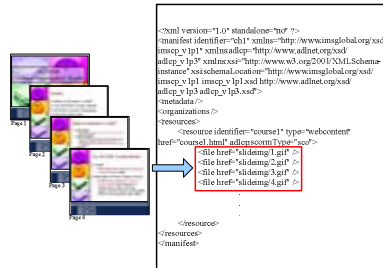 Page 1
Page 2
Page 3
Page 4
<?xml version="1.0" standalone="no" ?>
<manifest identifier="ch1" xmlns="http://www.imsglobal.org/xsd/
imscp_v1p1" xmlns:adlcp="http://www.adlnet.org/xsd/
adlcp_v1p3" xmlns:xsi="http://www.w3.org/2001/XMLSchema-
instance" xsi:schemaLocation="http://www.imsglobal.org/xsd/
imscp_v1p1 imscp_v1p1.xsd http://www.adlnet.org/xsd/
adlcp_v1p3 adlcp_v1p3.xsd">
<metadata />
<organizations />
<resources>
<resource identifier="course1" type="webcontent"
href="course1.html" adlcp:scormType="sco">
<file href="slideimg/1.gif" />
<file href="slideimg/2.gif" />
<file href="slideimg/3.gif" />
<file href="slideimg/4.gif" />
.
.
.
</resource>
</resources>
</manifest>